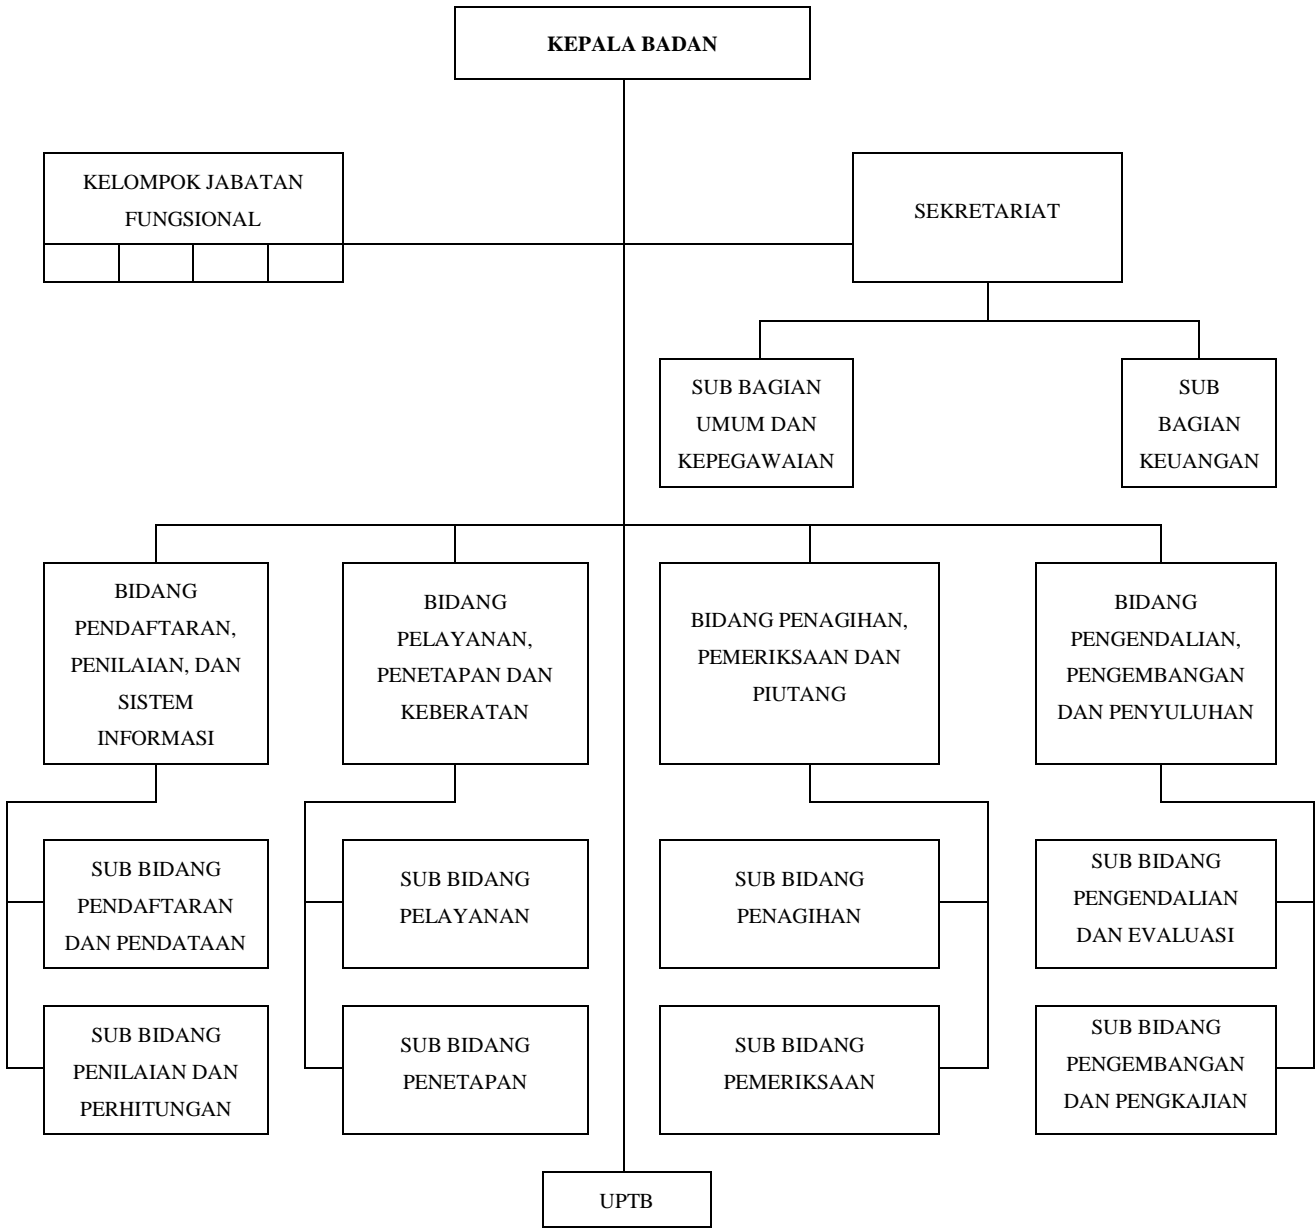 KEPALA BADAN
KELOMPOK JABATAN
FUNGSIONAL
SEKRETARIAT
SUB BAGIAN
UMUM DAN
KEPEGAWAIAN
SUB
BAGIAN
KEUANGAN
BIDANG
PENDAFTARAN,
PENILAIAN, DAN
SISTEM
INFORMASI
BIDANG
PELAYANAN,
PENETAPAN DAN
KEBERATAN
BIDANG PENAGIHAN,
PEMERIKSAAN DAN
PIUTANG
BIDANG
PENGENDALIAN,
PENGEMBANGAN
DAN PENYULUHAN
SUB BIDANG
PENDAFTARAN
DAN PENDATAAN
SUB BIDANG
PELAYANAN
SUB BIDANG
PENAGIHAN
SUB BIDANG
PENGENDALIAN
DAN EVALUASI
SUB BIDANG
PENILAIAN DAN
PERHITUNGAN
SUB BIDANG
PENETAPAN
SUB BIDANG
PEMERIKSAAN
SUB BIDANG
PENGEMBANGAN
DAN PENGKAJIAN
UPTB